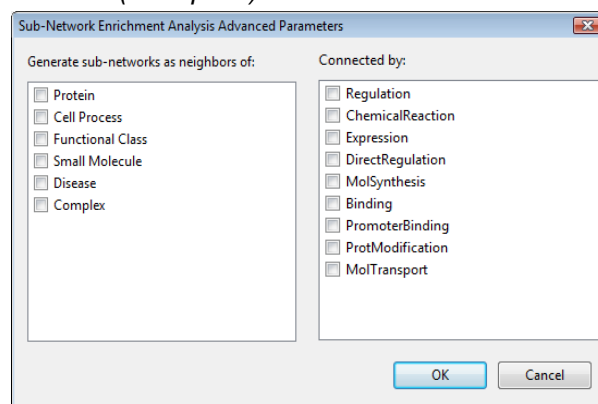 Sub-Network Enrichment Analysis Advanced Parameters
Generate sub-networks as neighbors of:
Protein
Cell Process
Functional Class
Small Molecule
Disease
Complex
Connected by:
Regulation
ChemicalReaction
Expression
DirectRegulation
MolSynthesis
Binding
PromoterBinding
ProtModification
MolTransport
OK
Cancel